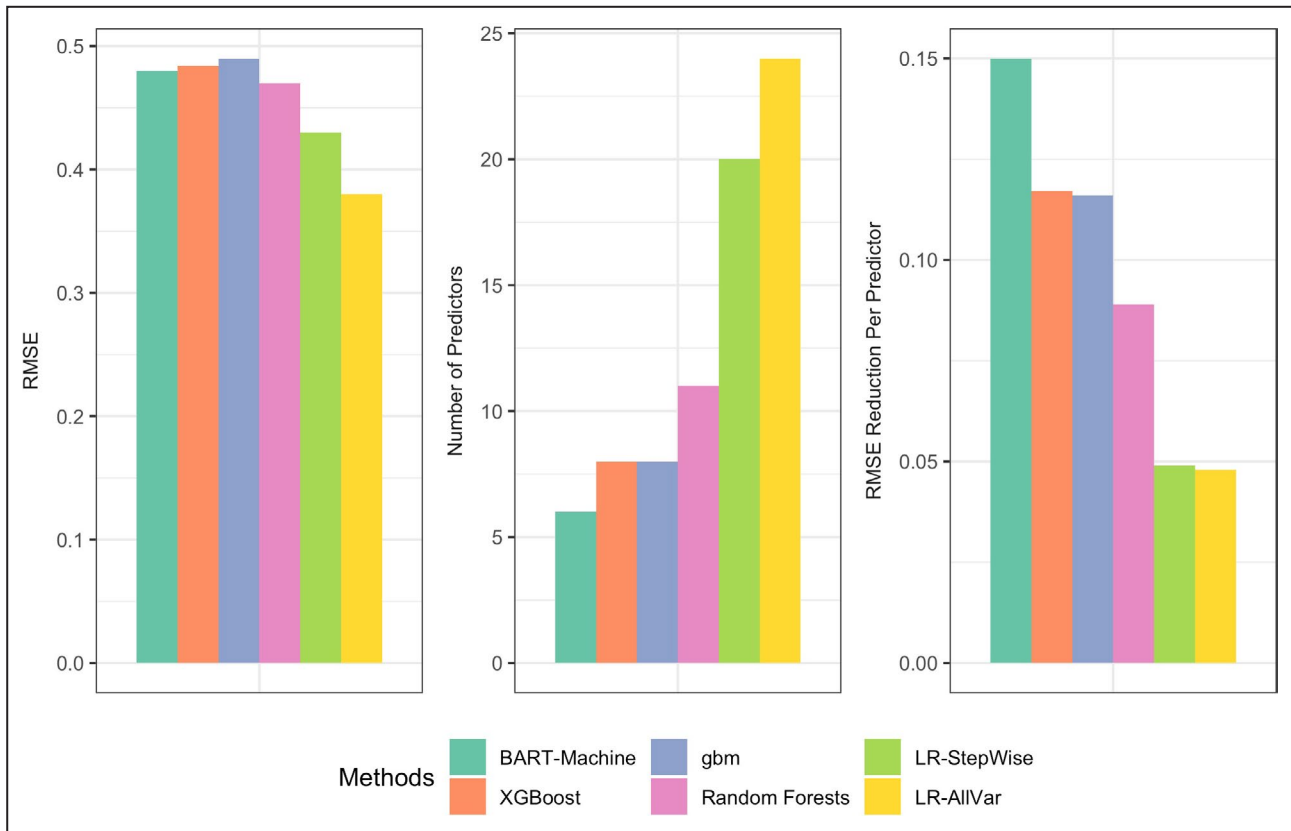 RMSE
0.5
0.4
0.3
0.2
0.1
0.0
Number of Predictors
25
20
15
10
5
0
RMSE Reduction Per Predictor
0.15
0.10
0.05
0.00
Methods
BART-Machine
XGBoost
gbm
Random Forests
LR-StepWise
LR-AllVar